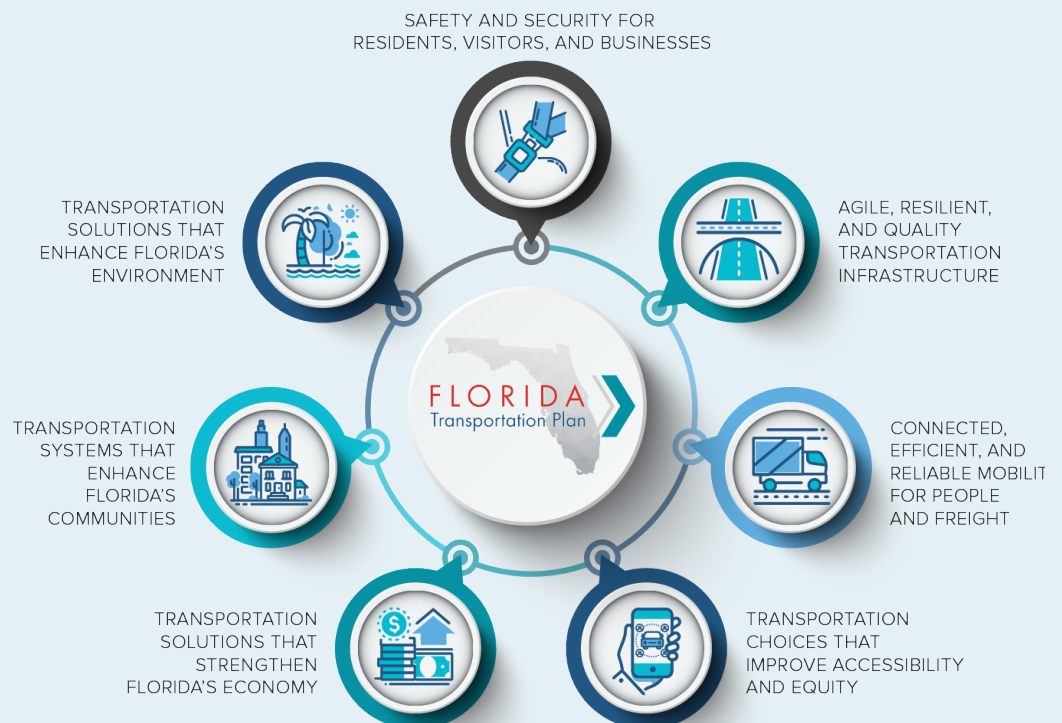 SAFETY AND SECURITY FOR
RESIDENTS, VISITORS, AND BUSINESSES
AGILE, RESILIENT,
AND QUALITY
TRANSPORTATION
INFRASTRUCTURE
CONNECTED,
EFFICIENT, AND
RELIABLE MOBILIT
FOR PEOPLE
AND FREIGHT
TRANSPORTATION
CHOICES THAT
IMPROVE ACCESSIBILITY
AND EQUITY
TRANSPORTATION
SOLUTIONS THAT
STRENGTHEN
FLORIDA'S ECONOMY
$
TRANSPORTATION
SYSTEMS THAT
ENHANCE
FLORIDA'S
COMMUNITIES
TRANSPORTATION
SOLUTIONS THAT
ENHANCE FLORIDA'S
ENVIRONMENT
FLORIDA
Transportation Plan